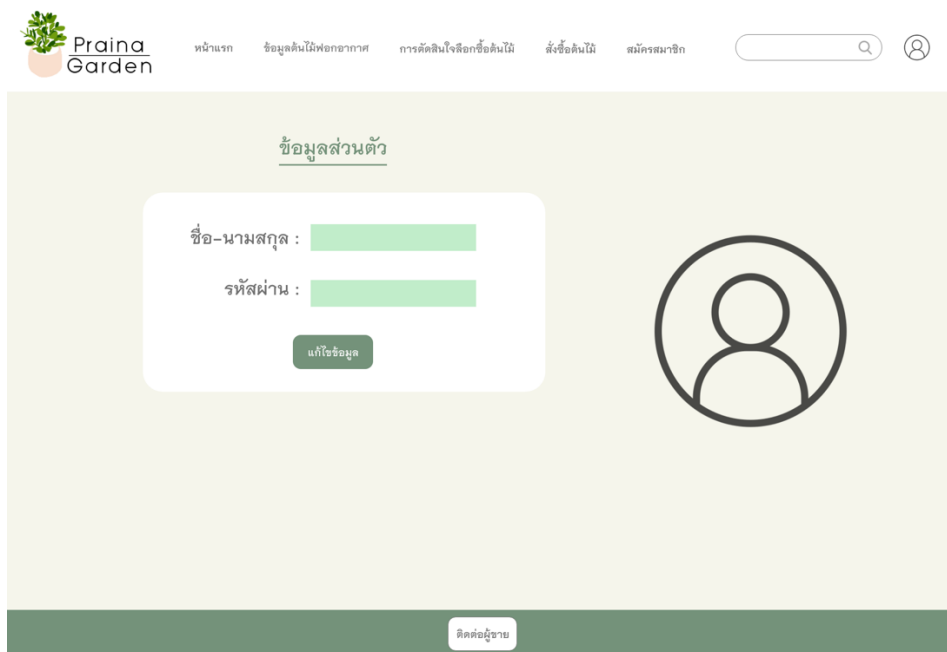 Praina
Garden
หน้าแรก
ข้อมูลต้นไม้ฟอกอากาศ
การตัดสินใจลือกซื้อต้นไม้
สั่งซื้อต้นไม้
สมัครสมาชิก
ข้อมูลส่วนตัว
ชื่อ-นามสกุล :
รหัสผ่าน :
แก้ไขข้อมูล
ติดต่อผู้ขาย